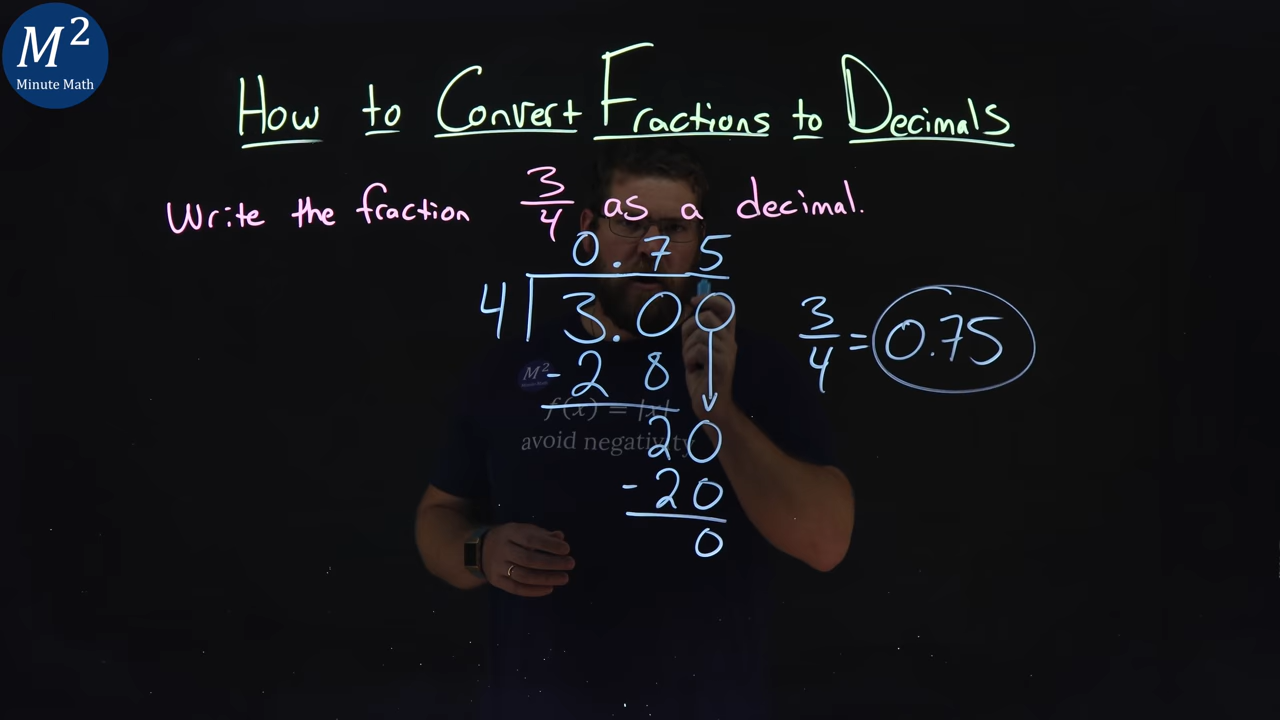 M²
Minute Math
How to Convert Fractions to Decimals
Write the fraction 3/4 as a decimal.
0.75
4 3.00
-2 8
20
-20
0
3/4 = 0.75
M²
f(x) = |x|
avoid negativity